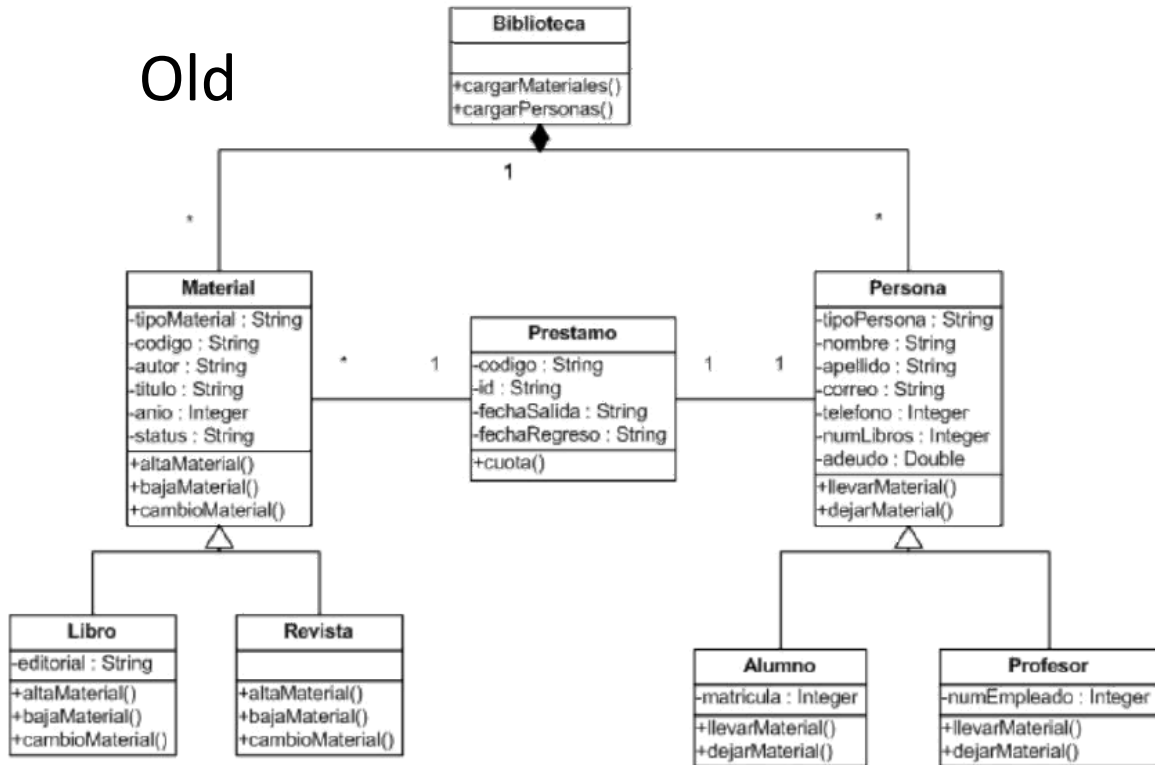 Old
Biblioteca
+cargarMateriales()
+cargarPersonas()
1
*
*
Material
-tipoMaterial : String
-codigo : String
-autor : String
-titulo : String
-anio : Integer
-status : String
+altaMaterial()
+bajaMaterial()
+cambioMaterial()
*
1
Prestamo
-codigo : String
-id : String
-fechaSalida : String
-fechaRegreso : String
+cuota()
1
1
Persona
-tipoPersona : String
-nombre : String
-apellido : String
-correo : String
-telefono : Integer
-numLibros : Integer
-adeudo : Double
+llevarMaterial()
+dejarMaterial()
Libro
-editorial : String
+altaMaterial()
+bajaMaterial()
+cambioMaterial()
Revista
+altaMaterial()
+bajaMaterial()
+cambioMaterial()
Alumno
-matricula : Integer
+llevarMaterial()
+dejarMaterial()
Profesor
-numEmpleado : Integer
+llevarMaterial()
+dejarMaterial()